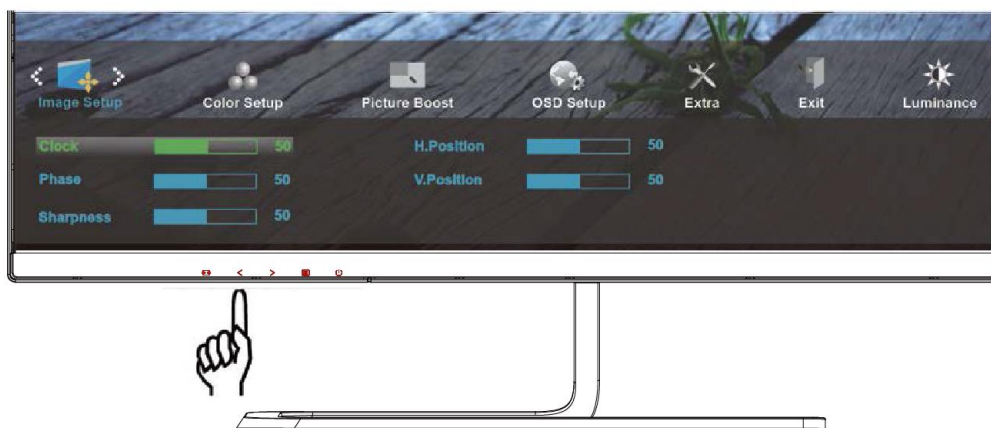 Image Setup Color Setup Picture Boost OSD Setup Extra Exit Luminance
Clock 50 H.Position 50
Phase 50 V.Position 50
Sharpness 50